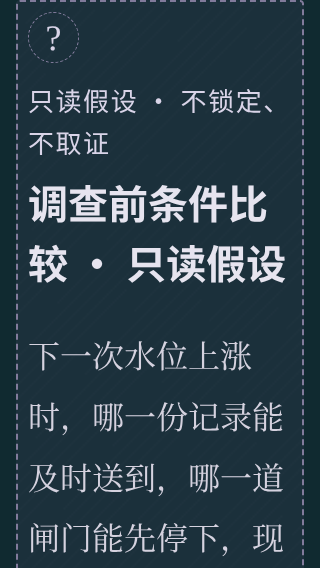 ?
只读假设 · 不锁定、
不取证
调查前条件比
较 · 只读假设
下一次水位上涨
时，哪一份记录能
及时送到，哪一道
闸门能先停下，现